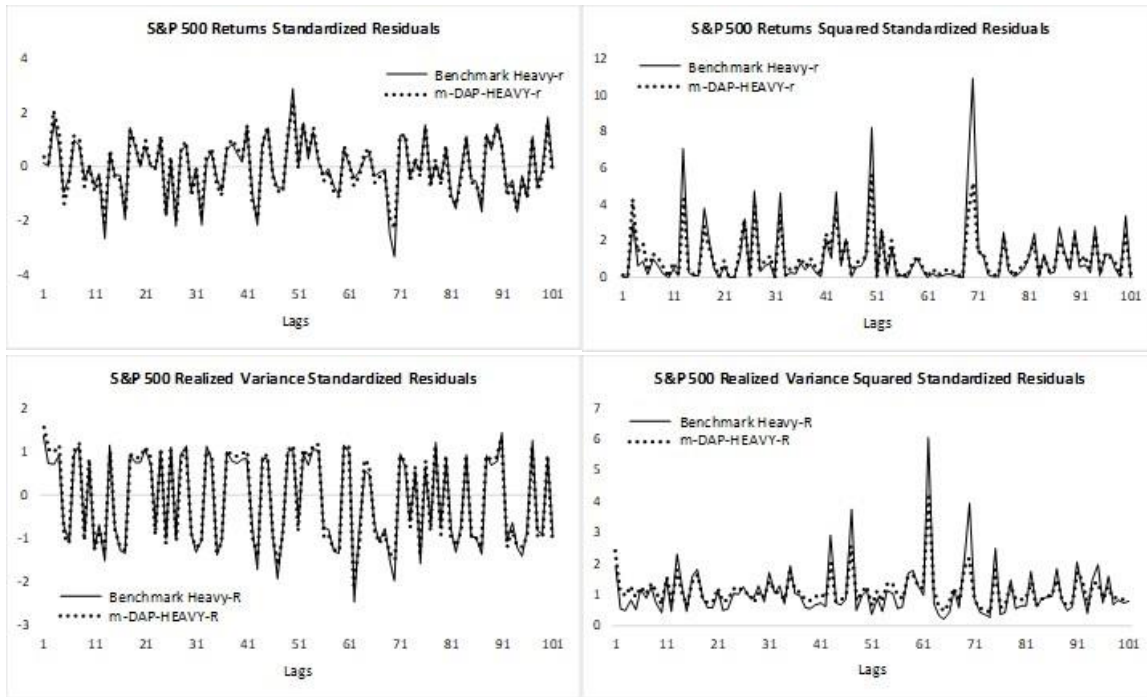 S&P 500 Returns Standardized Residuals
4
2
0
-2
-4
Benchmark Heavy-r
m-DAP-HEAVY-r
1 11 21 31 41 51 61 71 81 91 101
Lags
S&P 500 Returns Squared Standardized Residuals
12
10
8
6
4
2
0
Benchmark Heavy-r
m-DAP-HEAVY-r
1 11 21 31 41 51 61 71 81 91 101
Lags
S&P 500 Realized Variance Standardized Residuals
2
1
0
-1
-2
-3
Benchmark Heavy-R
m-DAP-HEAVY-R
1 11 21 31 41 51 61 71 81 91 101
Lags
S&P 500 Realized Variance Squared Standardized Residuals
7
6
5
4
3
2
1
0
Benchmark Heavy-R
m-DAP-HEAVY-R
1 11 21 31 41 51 61 71 81 91 101
Lags